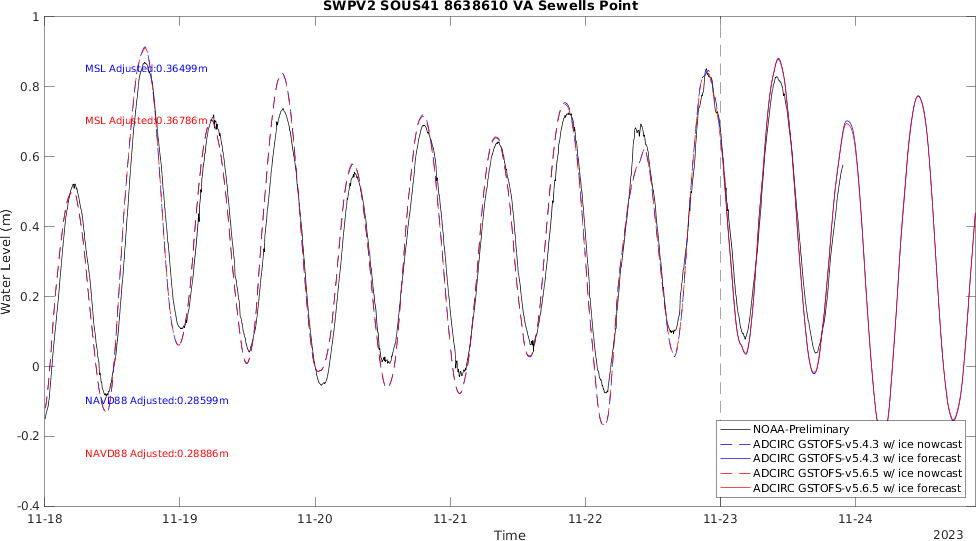 SWPV2 SOUS41 8638610 VA Sewells Point
1
0.8
0.6
0.4
0.2
0
-0.2
-0.4
Water Level (m)
MSL Adjusted:0.36499m
MSL Adjusted:0.36786m
NAVD88 Adjusted:0.28599m
NAVD88 Adjusted:0.28886m
NOAA-Preliminary
ADCIRC GSTOFS-v5.4.3 w/ ice nowcast
ADCIRC GSTOFS-v5.4.3 w/ ice forecast
ADCIRC GSTOFS-v5.6.5 w/ ice nowcast
ADCIRC GSTOFS-v5.6.5 w/ ice forecast
11-18 11-19 11-20 11-21 11-22 11-23 11-24
Time
2023